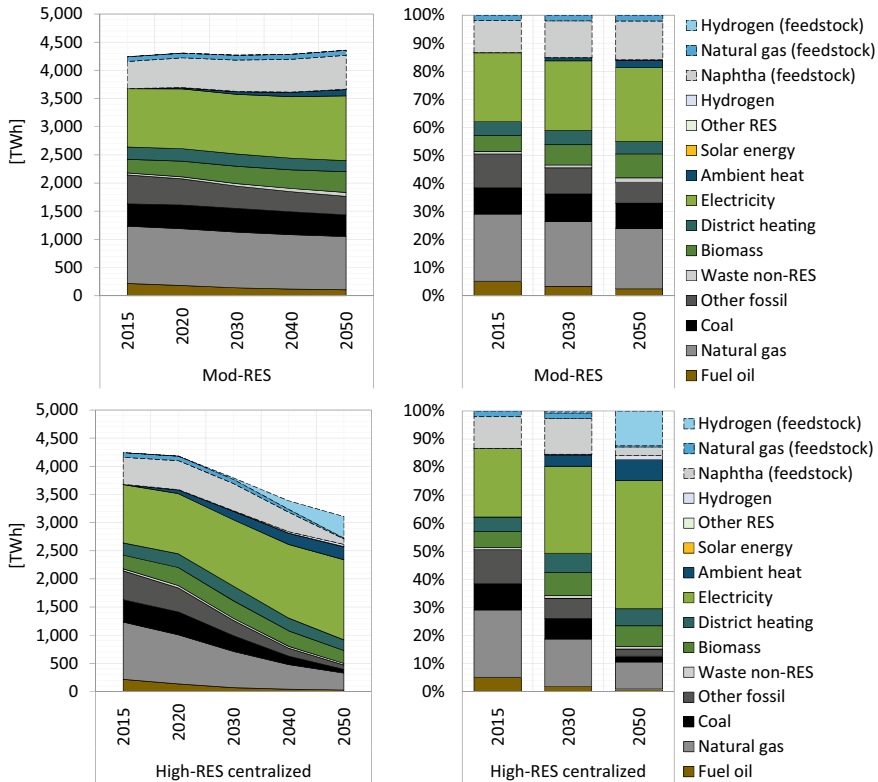 5,000
4,500
4,000
3,500
3,000
2,500
2,000
1,500
1,000
500
0
[TWh]
2015
2020
2030
2040
2050
Mod-RES
100%
90%
80%
70%
60%
50%
40%
30%
20%
10%
0%
2015
2030
2050
Mod-RES
Hydrogen (feedstock)
Natural gas (feedstock)
Naphtha (feedstock)
Hydrogen
Other RES
Solar energy
Ambient heat
Electricity
District heating
Biomass
Waste non-RES
Other fossil
Coal
Natural gas
Fuel oil
5,000
4,500
4,000
3,500
3,000
2,500
2,000
1,500
1,000
500
0
[TWh]
2015
2020
2030
2040
2050
High-RES centralized
100%
90%
80%
70%
60%
50%
40%
30%
20%
10%
0%
2015
2030
2050
High-RES centralized
Hydrogen (feedstock)
Natural gas (feedstock)
Naphtha (feedstock)
Hydrogen
Other RES
Solar energy
Ambient heat
Electricity
District heating
Biomass
Waste non-RES
Other fossil
Coal
Natural gas
Fuel oil